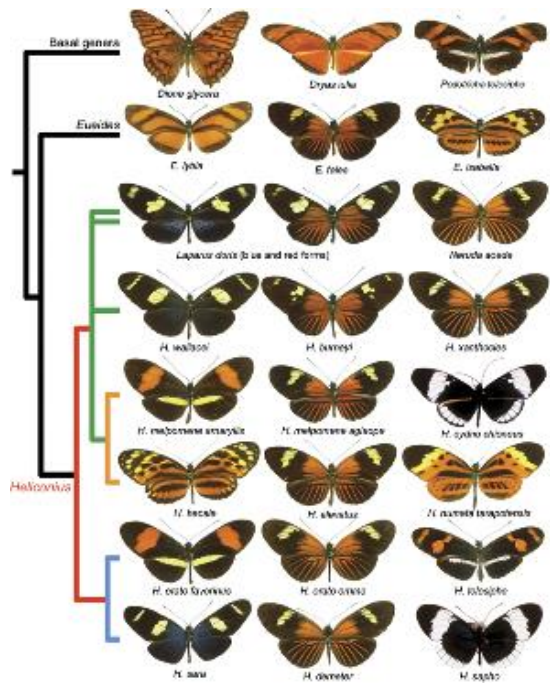 Basal genera
Dione glycera
Dryas iulia
Podotricha telesiphe
Eueides
E. lybia
E. tales
E. isabella
Laparus doris (blue and red forms)
Neruda aoede
H. wallacei
H. burneyi
H. xanthocles
H. melpomene amaryllis
H. melpomene aglaope
H. cydno chioneus
Heliconius
H. hecale
H. elevatus
H. numata tarapotensis
H. erato favorinus
H. erato emma
H. telesiphe
H. sara
H. demeter
H. sapho